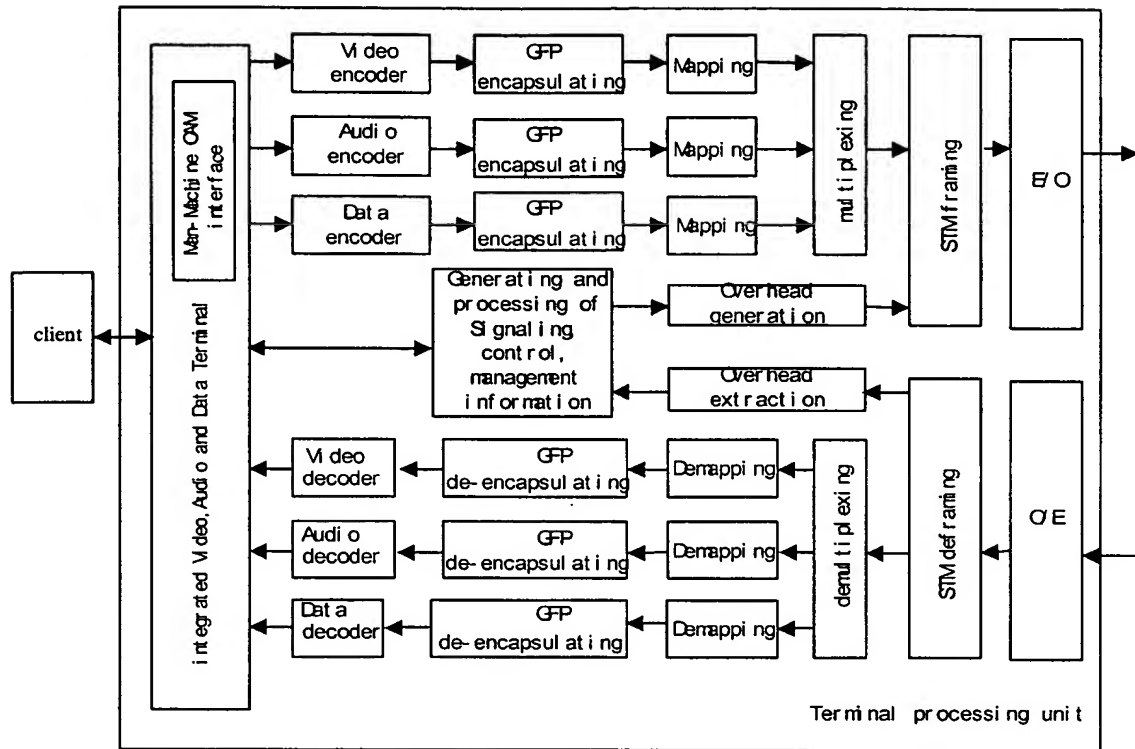 Video
encoder
GFP
encapsulating
Mapping
Audio
encoder
GFP
encapsulating
Mapping
Data
encoder
GFP
encapsulating
Mapping
multiplexing
STM framing
E/O
Man-Machine OAM
interface
integrated Video, Audio and Data Terminal
client
Generating and
processing of
Signaling
control,
management
information
Overhead
generation
Overhead
extraction
Video
decoder
GFP
de-encapsulating
Demapping
Audio
decoder
GFP
de-encapsulating
Demapping
Data
decoder
GFP
de-encapsulating
Demapping
demultiplexing
STM deframing
O/E
Terminal processing unit